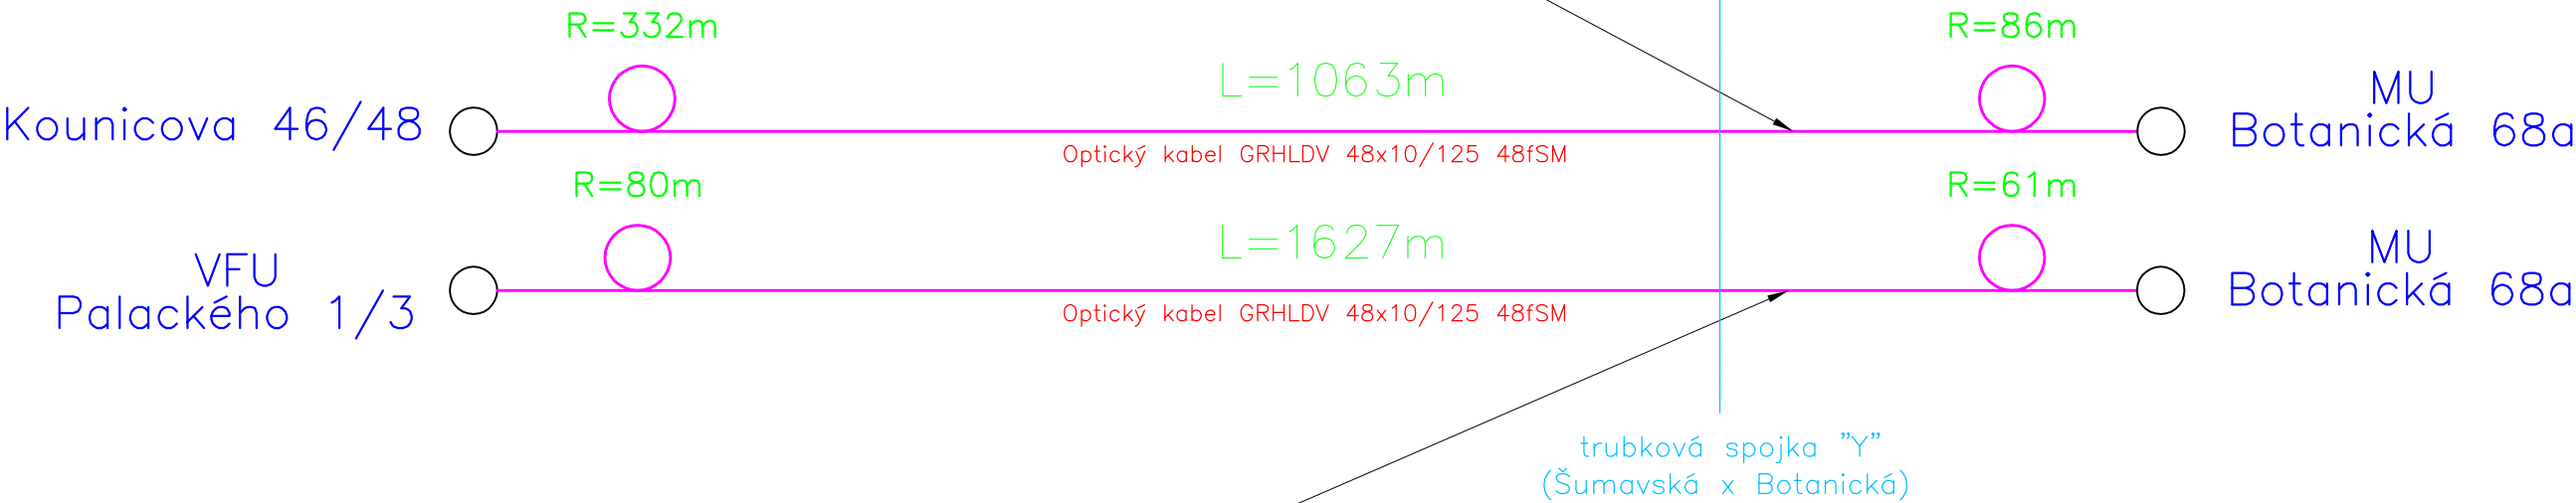 R=332m
R=86m
L=1063m
Kounicova 46/48
MU
Botanická 68a
Optický kabel GRHLDV 48x10/125 48fSM
R=80m
R=61m
L=1627m
VFU
Palackého 1/3
MU
Botanická 68a
Optický kabel GRHLDV 48x10/125 48fSM
trubková spojka "Y"
(Šumavská x Botanická)